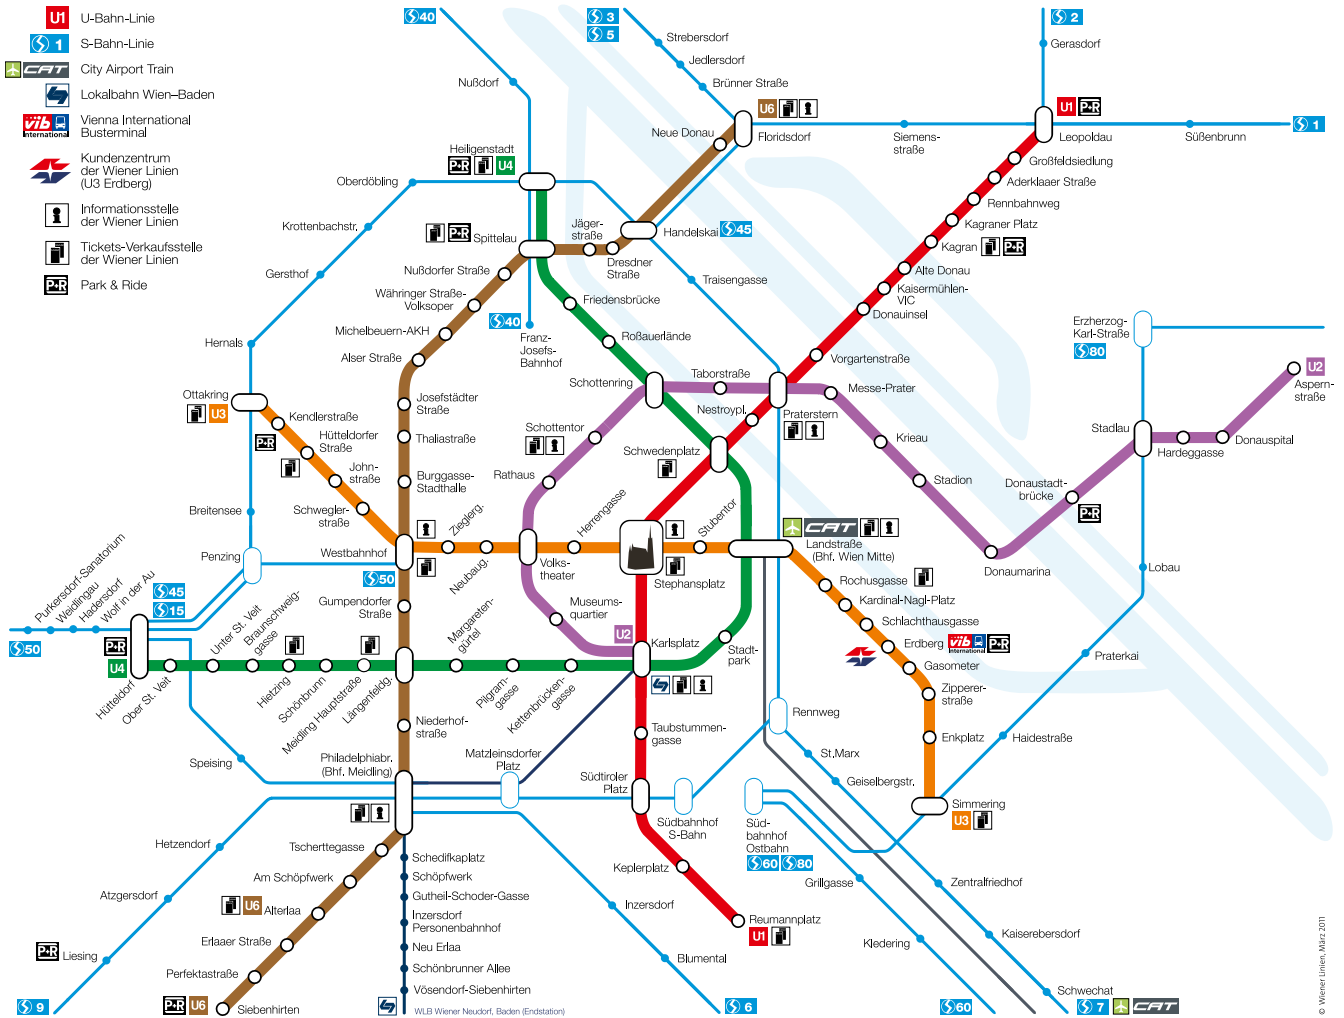 U1 U-Bahn-Linie
S 1 S-Bahn-Linie
CAT City Airport Train
Lokalbahn Wien–Baden
vib
International
Vienna International
Busterminal
Kundenzentrum
der Wiener Linien
(U3 Erdberg)
Informationsstelle
der Wiener Linien
Tickets-Verkaufsstelle
der Wiener Linien
P+R Park & Ride
S 40
S 3
S 5
S 2
Strebersdorf
Jedlersdorf
Brünner Straße
Gerasdorf
Nußdorf
U6
Neue Donau
Floridsdorf
Siemens-
straße
U1 P+R
Leopoldau
Süßenbrunn
S 1
Großfeldsiedlung
Aderklaaer Straße
Rennbahnweg
Kagraner Platz
Kagran
P+R
Alte Donau
Kaisermühlen-
VIC
Donauinsel
Vorgartenstraße
Heiligenstadt
P+R U4
Oberdöbling
Krottenbachstr.
Gersthof
Hernals
P+R Spittelau
Jäger-
straße
Dresdner
Straße
Handelskai S 45
Traisengasse
Nußdorfer Straße
Währinger Straße-
Volksoper
Michelbeuern-AKH
Alser Straße
S 40
Franz-
Josefs-
Bahnhof
Friedensbrücke
Roßauerlände
Schottenring
Taborstraße
Nestroypl.
Praterstern
Messe-Prater
Krieau
Stadion
Donaumarina
Donaustadt-
brücke
P+R
Stadlau
Hardeggasse
Donauspital
U2
Aspern-
straße
Erzherzog-
Karl-Straße
S 80
Lobau
Praterkai
Haidestraße
Ottakring
U3
Kendlerstraße
P+R
Hütteldorfer
Straße
John-
straße
Schwegler-
straße
Breitensee
Penzing
Westbahnhof
S 50
Josefstädter
Straße
Thaliastraße
Burggasse-
Stadthalle
Schottentor
Rathaus
Schwedenplatz
Zieglerg.
Neubaug.
Volks-
theater
Herrengasse
Stephansplatz
Stubentor
CAT
Landstraße
(Bhf. Wien Mitte)
Rochusgasse
Kardinal-Nagl-Platz
Schlachthausgasse
Erdberg vib International P+R
Gasometer
Zipperer-
straße
Enkplatz
Simmering
U3
Museums-
quartier
U2
Karlsplatz
Stadt-
park
Gumpendorfer
Straße
Purkersdorf-Sanatorium
Weidlingau
Hadersdorf
Wolf in der Au
S 50
S 45
S 15
P+R
U4
Hütteldorf
Ober St. Veit
Unter St. Veit
Braunschweig-
gasse
Hietzing
Schönbrunn
Meidling Hauptstraße
Längenfeldg.
Margareten-
gürtel
Pilgram-
gasse
Kettenbrücken-
gasse
Niederhof-
straße
Philadelphiabr.
(Bhf. Meidling)
Speising
Matzleinsdorfer
Platz
Taubstummen-
gasse
Südtiroler
Platz
Südbahnhof
S-Bahn
Süd-
bahnhof
Ostbahn
S 60 S 80
Rennweg
St.Marx
Geiselbergstr.
Grillgasse
Kledering
Zentralfriedhof
Kaiserebersdorf
Schwechat
S 7 CAT
S 60
Keplerplatz
Reumannplatz
U1
Hetzendorf
Atzgersdorf
P+R Liesing
S 9
Tscherttegasse
Am Schöpfwerk
U6 Alterlaa
Erlaaer Straße
Perfektastraße
P+R U6 Siebenhirten
Schedifkaplatz
Schöpfwerk
Gutheil-Schoder-Gasse
Inzersdorf
Personenbahnhof
Neu Erlaa
Schönbrunner Allee
Vösendorf-Siebenhirten
WLB Wiener Neudorf, Baden (Endstation)
Inzersdorf
Blumental
S 6
© Wiener Linien, März 2011